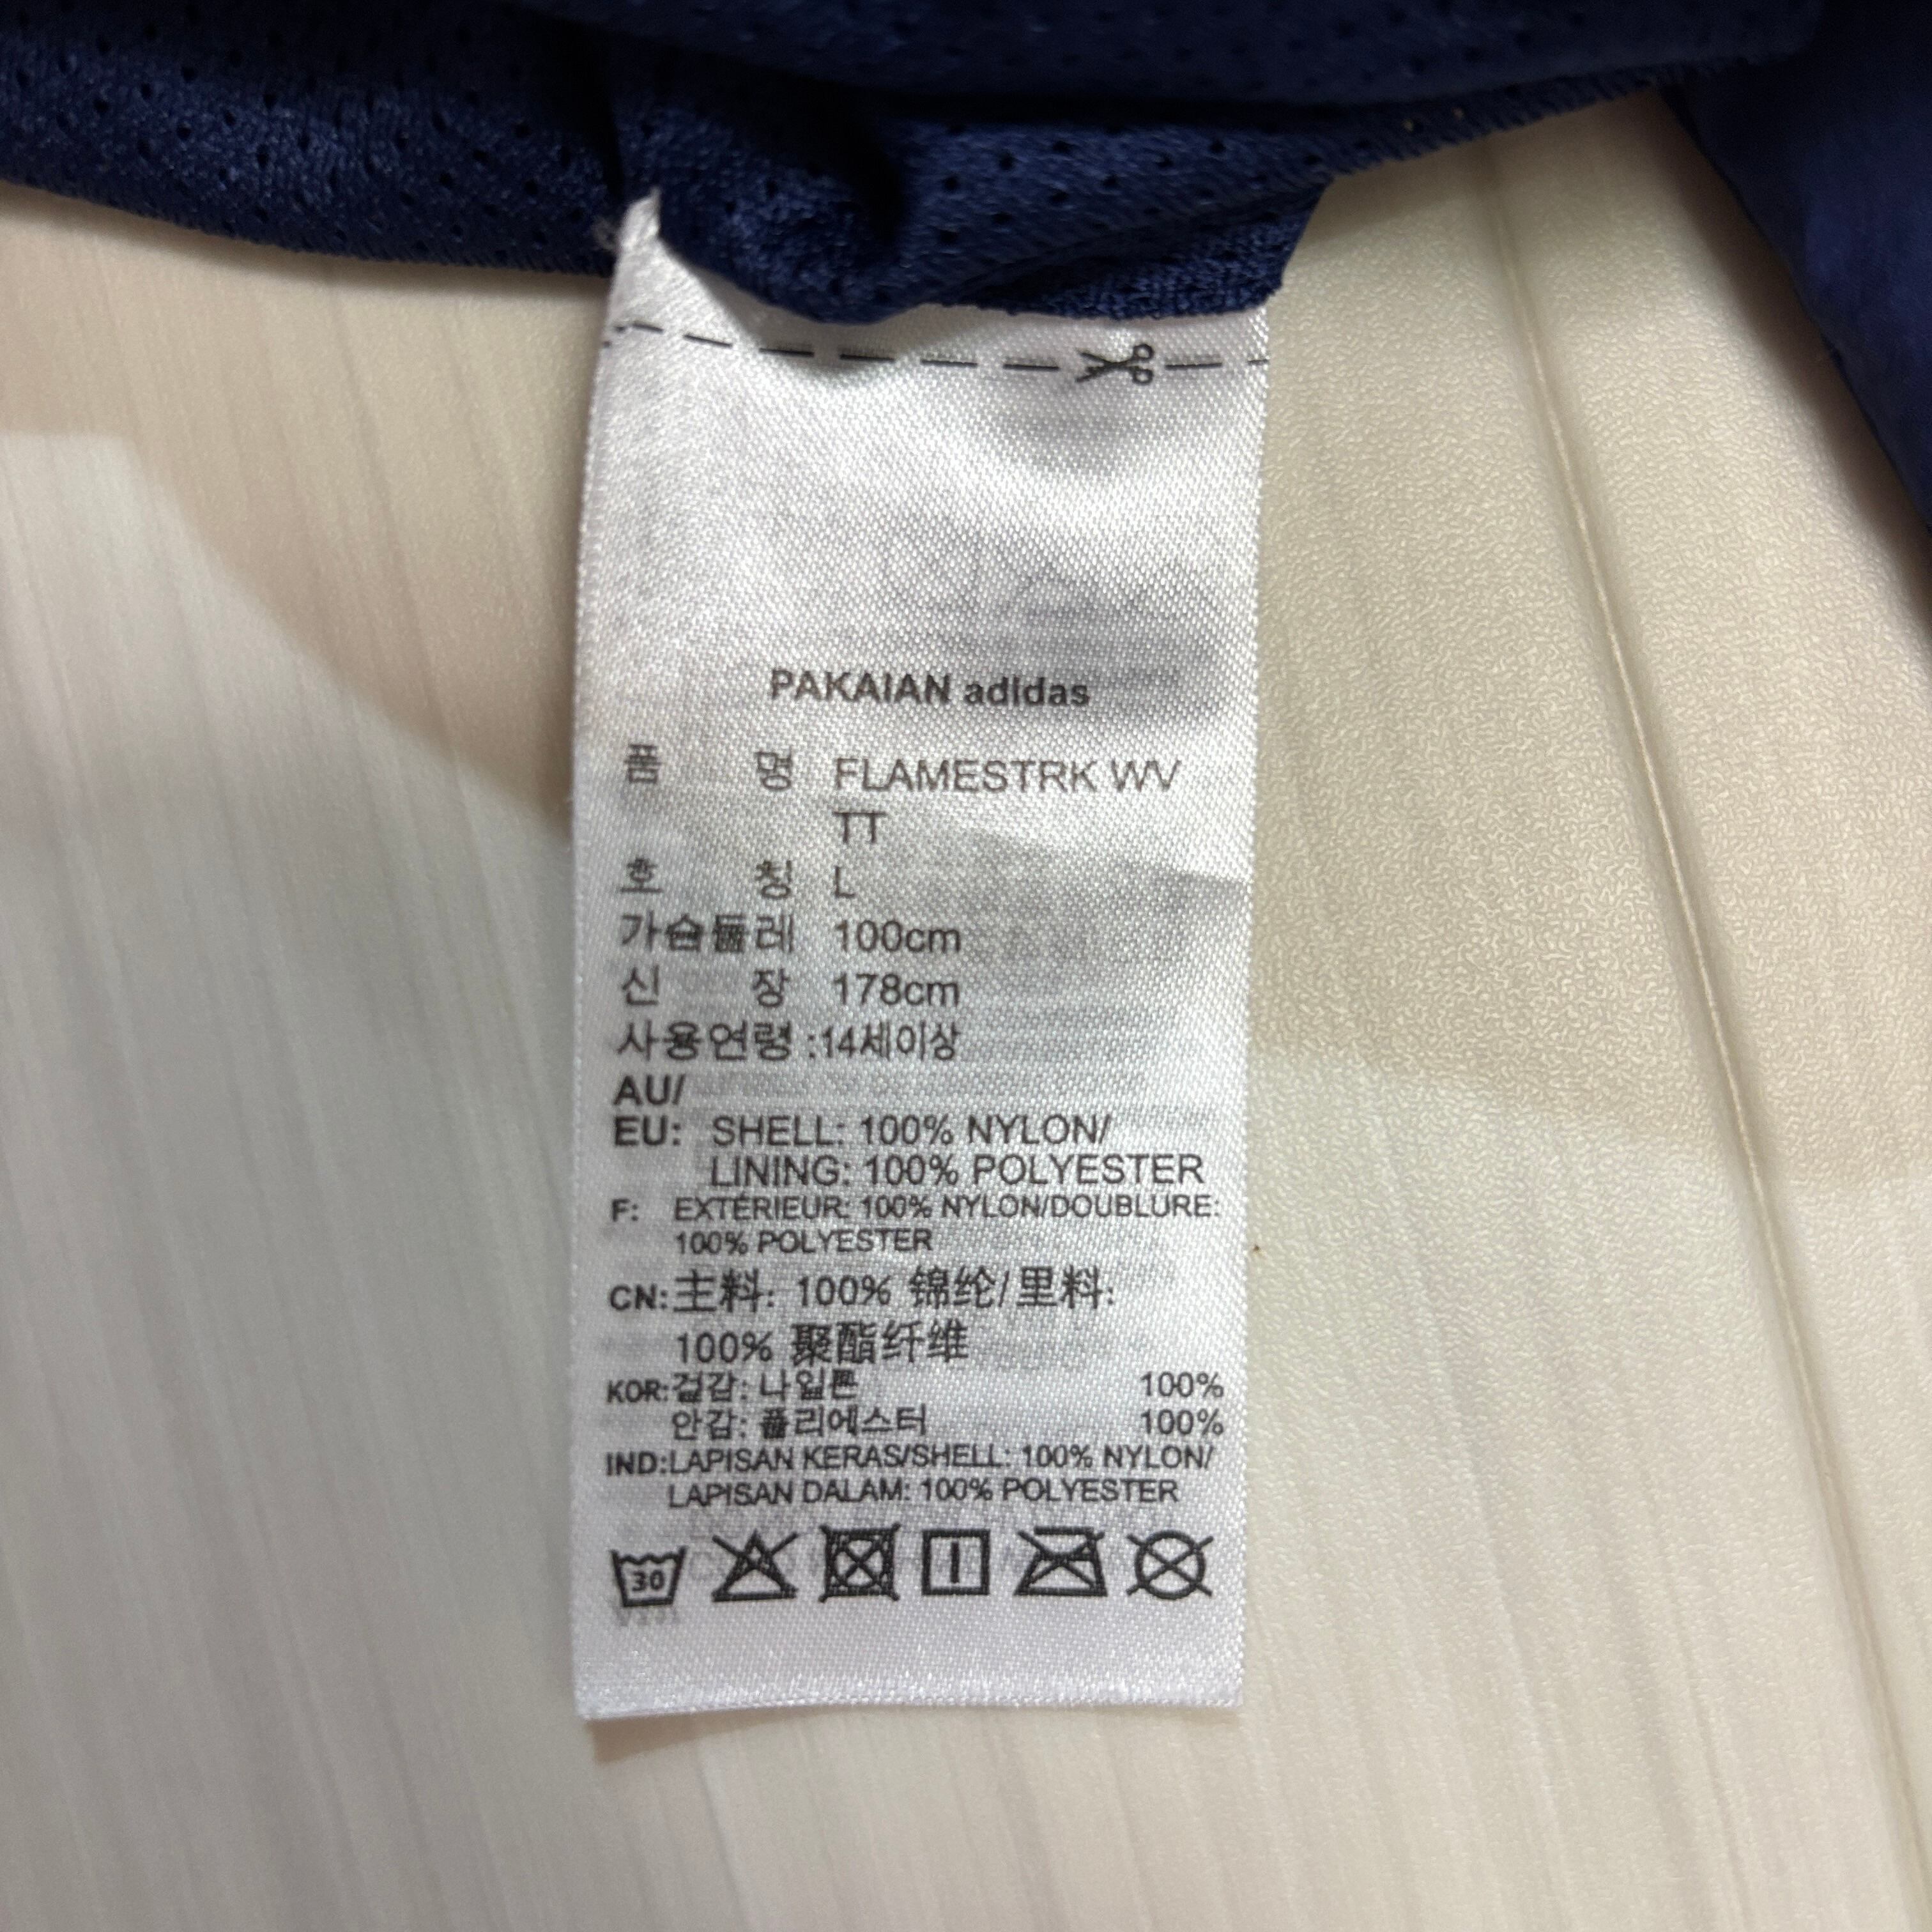 PAKAIAN adidas
품 명 FLAMESTRK WV
TT
호 칭 L
가슴둘레 100cm
신 장 178cm
사용연령 :14세이상
AU/
EU: SHELL: 100% NYLON/
LINING: 100% POLYESTER
F: EXTÉRIEUR: 100% NYLON/DOUBLURE:
100% POLYESTER
CN:主料: 100% 锦纶/里料:
100% 聚酯纤维
KOR:겉감: 나일론 100%
안감: 폴리에스터 100%
IND:LAPISAN KERAS/SHELL: 100% NYLON/
LAPISAN DALAM: 100% POLYESTER
30